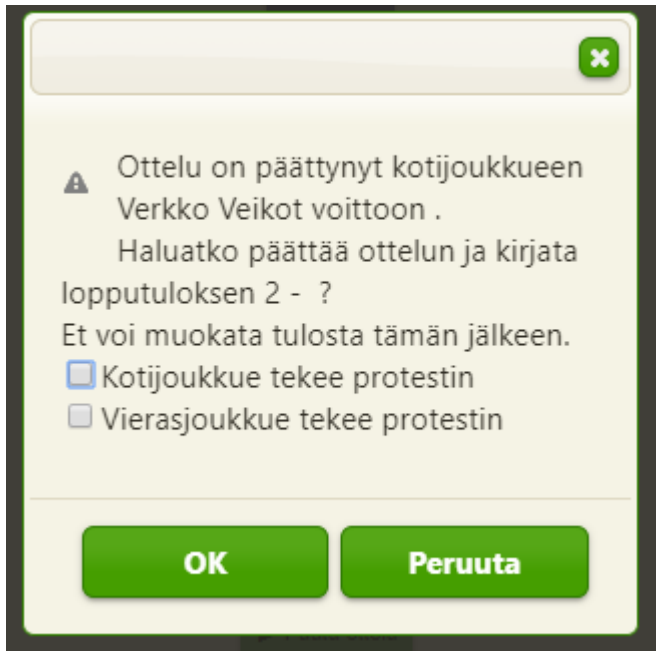 Ottelu on päättynyt kotijoukkueen
Verkko Veikot voittoon .
Haluatko päättää ottelun ja kirjata
lopputuloksen 2 -  ?
Et voi muokata tulosta tämän jälkeen.
Kotijoukkue tekee protestin
Vierasjoukkue tekee protestin
OK
Peruuta